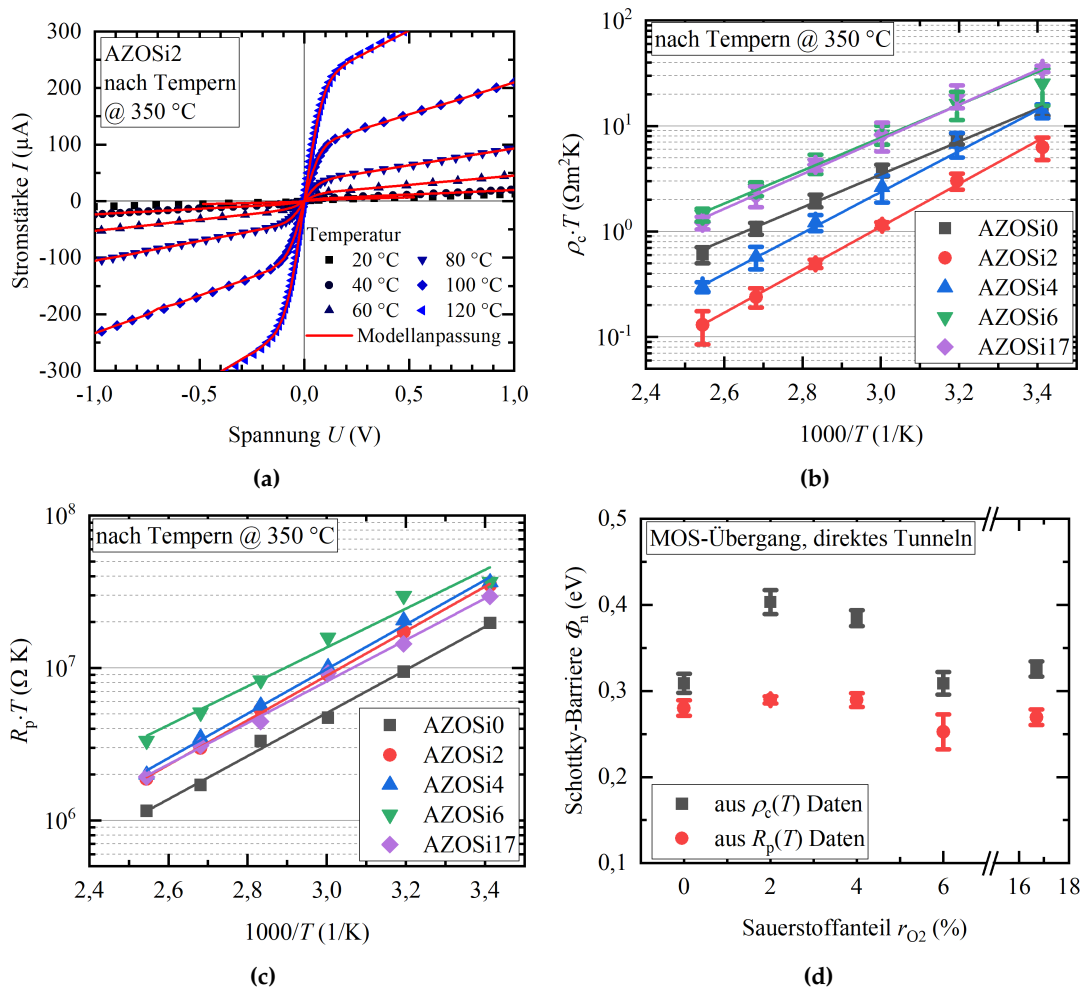 300
200
100
0
-100
-200
-300
Stromstärke I (µA)
AZOSi2
nach Tempern
@ 350 °C
Temperatur
20 °C
80 °C
40 °C
100 °C
60 °C
120 °C
Modellanpassung
-1,0
-0,5
0,0
0,5
1,0
Spannung U (V)
(a)
10²
10¹
10⁰
10⁻¹
ρc·T (Ωm²K)
nach Tempern @ 350 °C
AZOSi0
AZOSi2
AZOSi4
AZOSi6
AZOSi17
2,4
2,6
2,8
3,0
3,2
3,4
1000/T (1/K)
(b)
10⁸
10⁷
10⁶
Rp·T (Ω K)
nach Tempern @ 350 °C
AZOSi0
AZOSi2
AZOSi4
AZOSi6
AZOSi17
2,4
2,6
2,8
3,0
3,2
3,4
1000/T (1/K)
(c)
0,5
0,4
0,3
0,2
0,1
Schottky-Barriere Φn (eV)
MOS-Übergang, direktes Tunneln
aus ρc(T) Daten
aus Rp(T) Daten
0
2
4
6
16
18
Sauerstoffanteil rO2 (%)
(d)